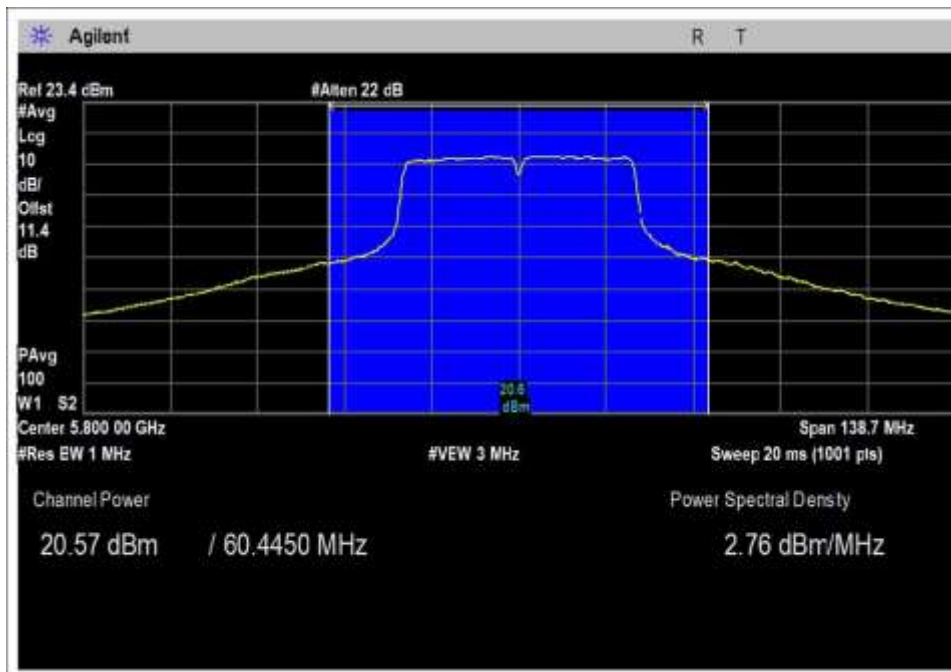 Agilent
R T
Ref 23.4 dBm #Atten 22 dB
#Avg
Log
10
dB/
Offst
11.4
dB
20.6
dBm
PAvg
100
W1 S2
Center 5.800 00 GHz Span 138.7 MHz
#Res BW 1 MHz #VBW 3 MHz Sweep 20 ms (1001 pts)
Channel Power Power Spectral Density
20.57 dBm / 60.4450 MHz 2.76 dBm/MHz